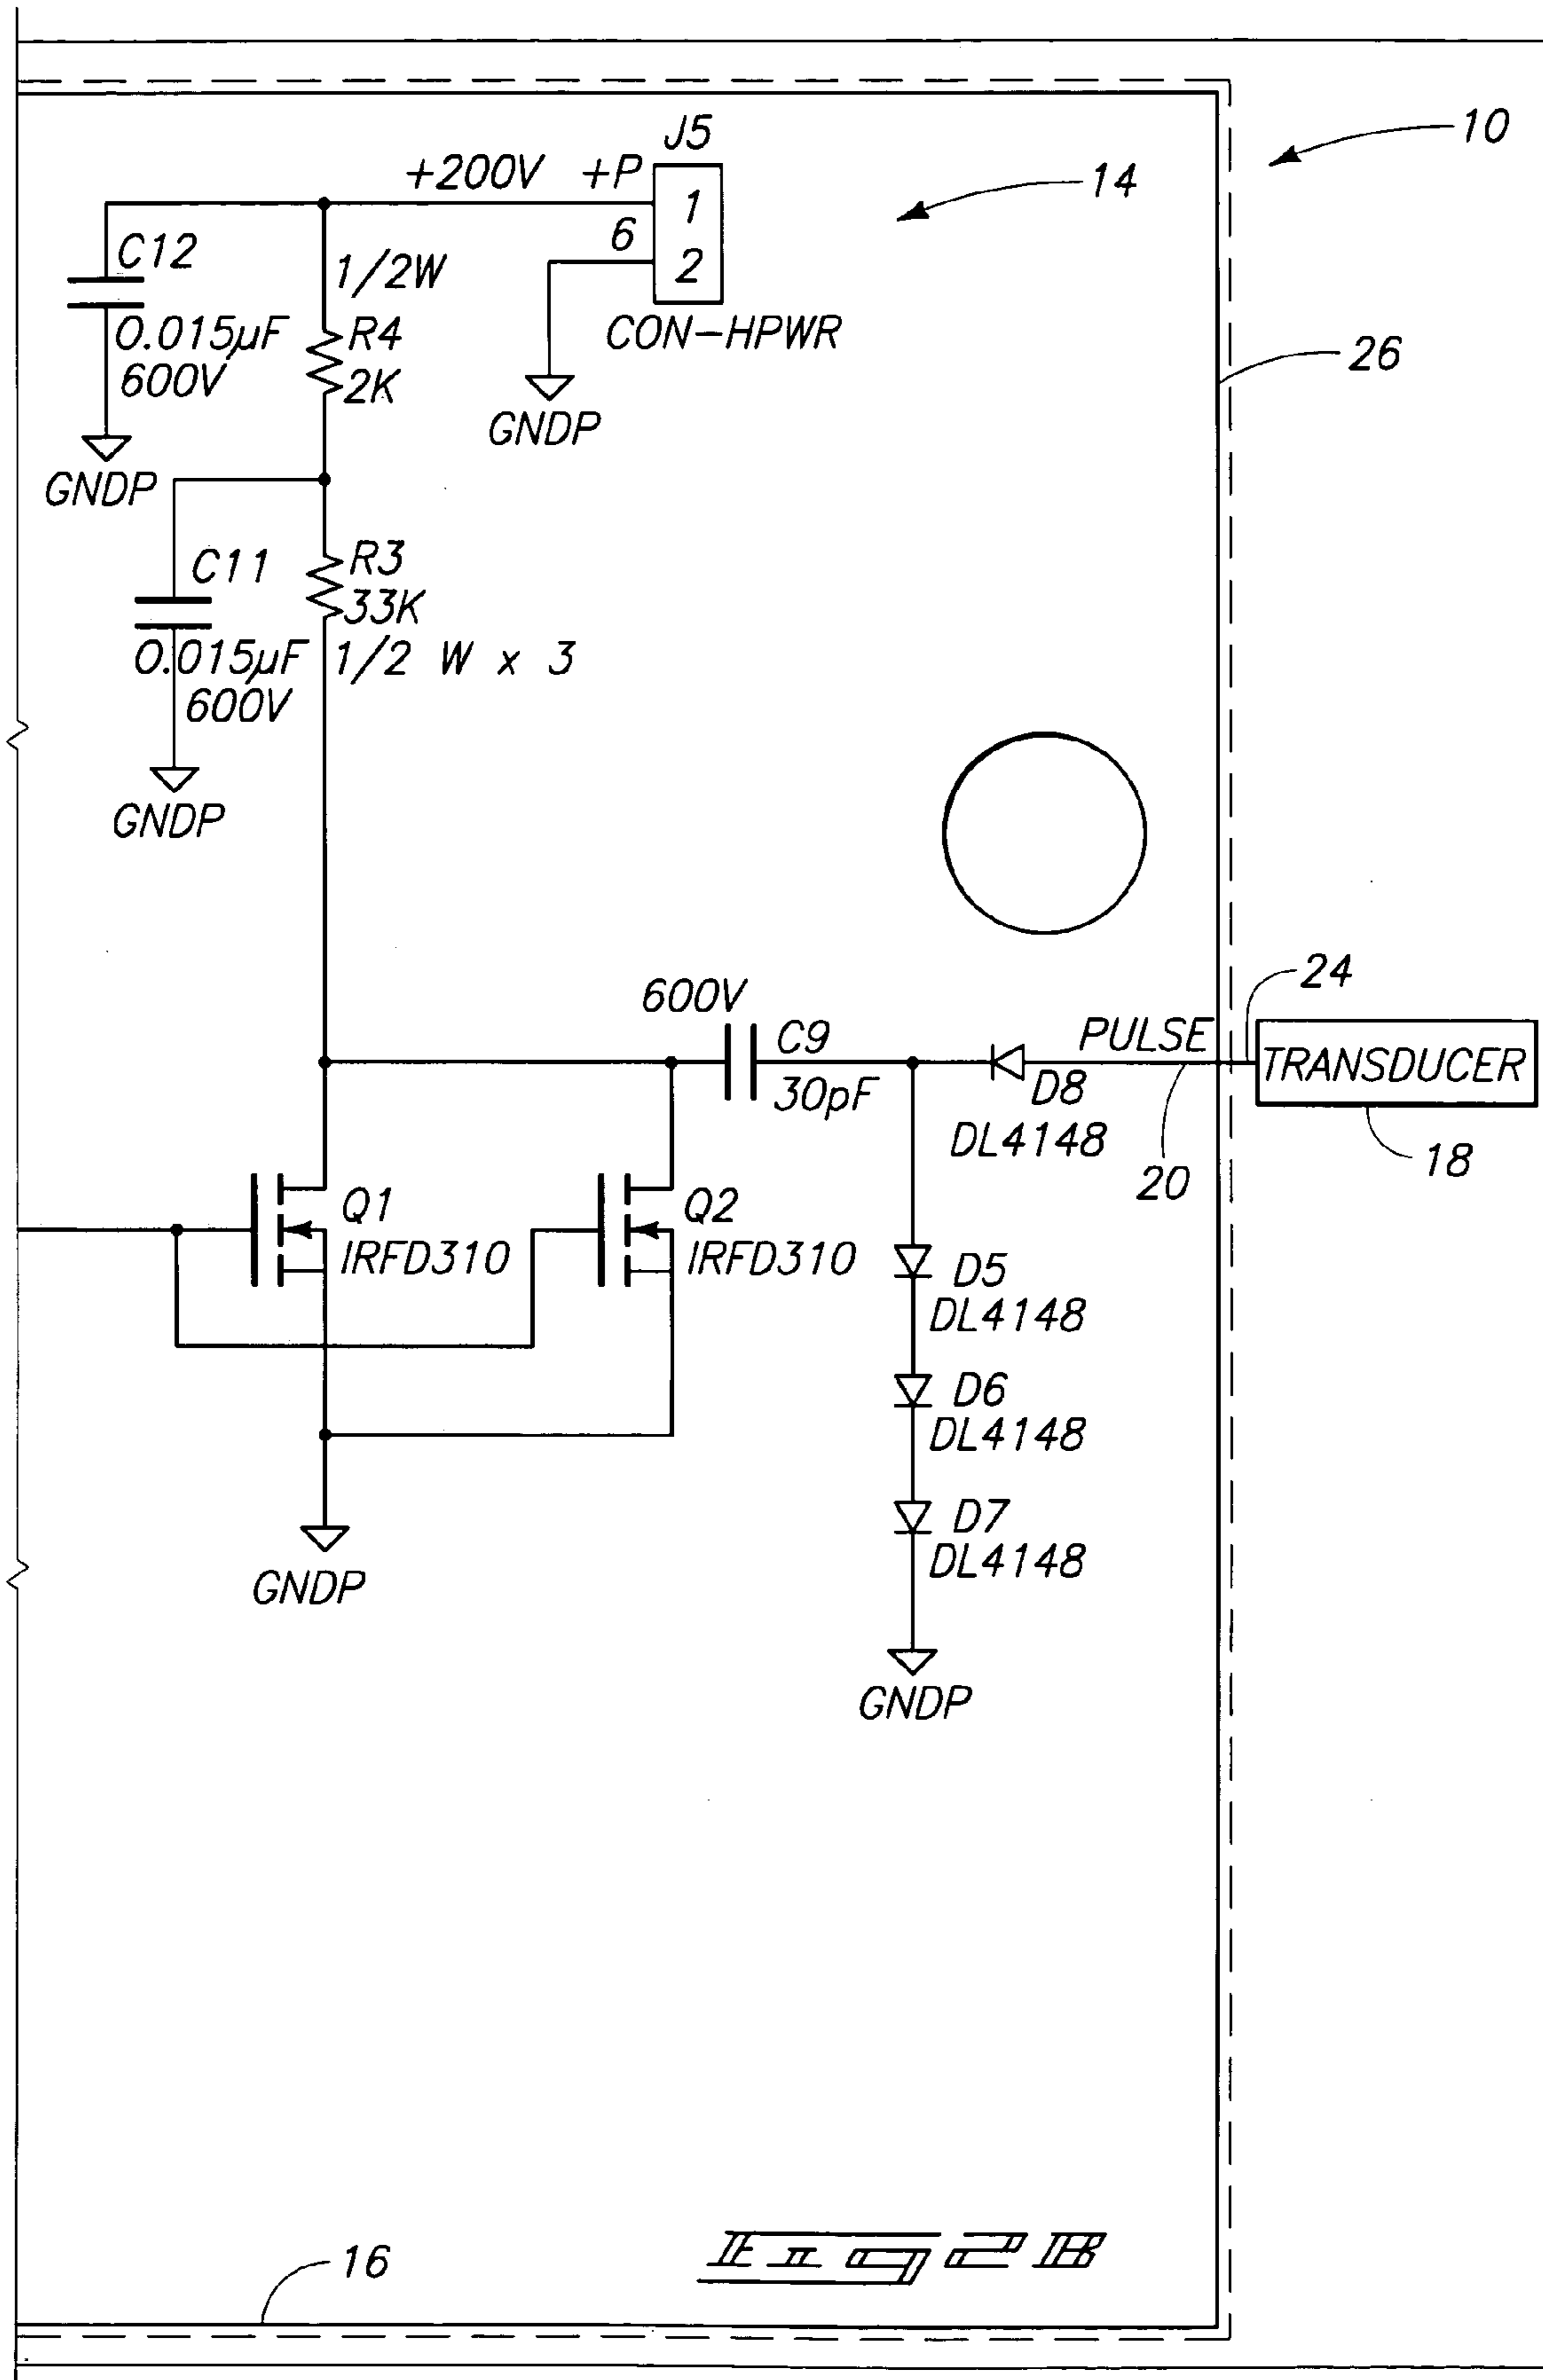 10
J5
+200V +P
1
14
6
2
C12
1/2W
0.015µF
600V
R4
2K
CON-HPWR
26
GNDP
GNDP
C11
R3
33K
0.015µF
600V
1/2 W x 3
GNDP
600V
C9
30pF
PULSE
24
TRANSDUCER
D8
DL4148
20
18
Q1
IRFD310
Q2
IRFD310
D5
DL4148
D6
DL4148
D7
DL4148
GNDP
GNDP
16
Fig 2B